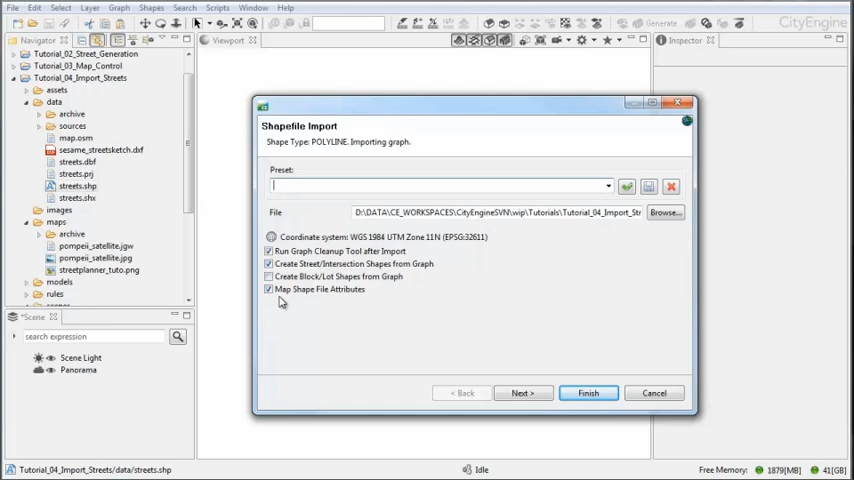 File Edit Select Layer Graph Shapes Search Scripts Window Help
Generate
CityEngine
Navigator
Viewport
Inspector
Tutorial_02_Street_Generation
Tutorial_03_Map_Control
Tutorial_04_Import_Streets
assets
data
archive
sources
map.osm
sesame_streetsketch.dxf
streets.dbf
streets.prj
streets.shp
streets.shx
images
maps
archive
pompeii_satellite.jgw
pompeii_satellite.jpg
streetplanner_tuto.png
models
rules
*Scene
search expression
Scene Light
Panorama
Shapefile Import
Shape Type: POLYLINE. Importing graph.
Preset:
File D:\DATA\CE_WORKSPACES\CityEngineSVN\wip\Tutorials\Tutorial_04_Import_Str Browse...
Coordinate system: WGS 1984 UTM Zone 11N (EPSG:32611)
Run Graph Cleanup Tool after Import
Create Street/Intersection Shapes from Graph
Create Block/Lot Shapes from Graph
Map Shape File Attributes
< Back Next > Finish Cancel
Tutorial_04_Import_Streets/data/streets.shp
Idle
Free Memory: 1879[MB] 41[GB]